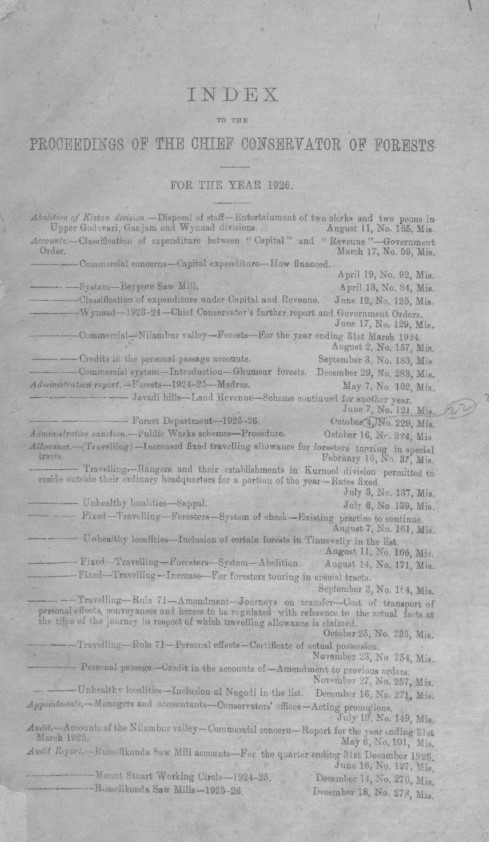 INDEX
TO THE
PROCEEDINGS OF THE CHIEF CONSERVATOR OF FORESTS
FOR THE YEAR 1926.
Abolition of Kistna division.—Disposal of staff—Entertainment of two clerks and two peons in
Upper Godavari, Ganjam and Wynaad divisions. August 11, No. 165, Mis.
Accounts.—Classification of expenditure between "Capital" and "Revenue"—Government
Order. March 17, No. 59, Mis.
———Commercial concerns—Capital expenditure—How financed.
April 19, No. 92, Mis.
———System—Beypore Saw Mill. April 13, No. 84, Mis.
———Classification of expenditure under Capital and Revenue. June 12, No. 125, Mis.
———Wynaad—1923-24—Chief Conservator's further report and Government Orders.
June 17, No. 129, Mis.
———Commercial—Nilambur valley—Forests—For the year ending 31st March 1924.
August 2, No. 157, Mis.
———Credits in the personal passage accounts. September 3, No. 183, Mis.
———Commercial system—Introduction—Ghumsur forests. December 29, No. 283, Mis.
Administration report.—Forests—1924-25—Madras. May 7, No. 102, Mis.
———Javadi hills—Land Revenue—Scheme continued for another year.
June 7, No. 121, Mis.
———Forest Department—1925-26. October 4, No. 229, Mis.
Administrative sanction.—Public Works schemes—Procedure. October 16, No. 224, Mis
Allowance.—(Travelling)—Increased fixed travelling allowance for foresters touring in special
tracts. February 16, No. 37, Mis.
———Travelling—Rangers and their establishments in Kurnool division permitted to
reside outside their ordinary headquarters for a portion of the year—Rates fixed.
July 3, No. 137, Mis.
———Unhealthy localities—Sappal. July 6, No 139, Mis.
———Fixed—Travelling—Foresters—System of check—Existing practice to continue.
August 7, No. 161, Mis.
———Unhealthy localities—Inclusion of certain forests in Tinnevelly in the list.
August 11, No. 166, Mis.
———Fixed—Travelling—Foresters—System—Abolition. August 14, No. 171, Mis.
———Fixed—Travelling—Increase—For foresters touring in special tracts.
September 3, No. 184, Mis.
———Travelling—Rule 71—Amendment—Journeys on transfer—Cost of transport of
personal effects, conveyances and horses to be regulated with reference to the actual facts at
the time of the journey in respect of which travelling allowance is claimed.
October 25, No. 235, Mis.
———Travelling—Rule 71—Personal effects—Certificate of actual possession.
November 23, No 254, Mis.
———Personal passage—Credit in the accounts of—Amendment to previous orders.
November 27, No. 257, Mis.
———Unhealthy localities—Inclusion of Nagodi in the list. December 16, No. 271, Mis.
Appointments.—Managers and accountants—Conservators' offices—Acting promotions.
July 19, No. 149, Mis.
Audit.—Accounts of the Nilambur valley—Commercial concern—Report for the year ending 31st
March 1925. May 6, No. 101, Mis.
Audit Report.—Russellkonda Saw Mill accounts—For the quarter ending 31st December 1925.
June 16, No. 127, Mis.
———Mount Stuart Working Circle—1924-25. December 14, No. 270, Mis.
———Russellkonda Saw Mills—1925-26. December 18, No. 278, Mis.